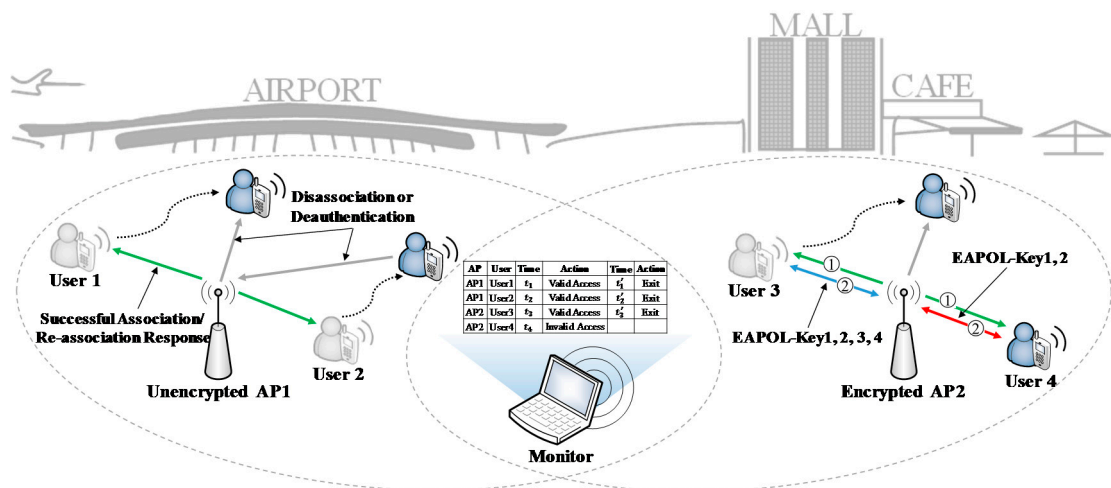 AIRPORT
MALL
CAFE
Disassociation or
Deauthentication
User 1
Successful Association/
Re-association Response
User 2
Unencrypted AP1
AP User Time Action Time Action
AP1 User1 t₁ Valid Access t₁′ Exit
AP1 User2 t₂ Valid Access t₂′ Exit
AP2 User3 t₃ Valid Access t₃′ Exit
AP2 User4 t₄ Invalid Access
Monitor
User 3
①
②
EAPOL-Key1, 2
①
②
EAPOL-Key1, 2, 3, 4
User 4
Encrypted AP2